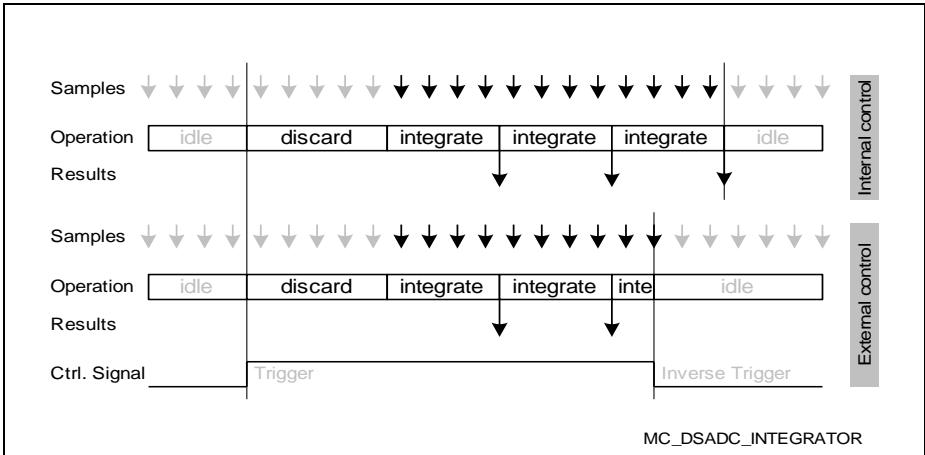 Samples
Internal control
Operation idle discard integrate integrate integrate idle
Results
Samples
External control
Operation idle discard integrate integrate inte idle
Results
Ctrl. Signal Trigger Inverse Trigger
MC_DSADC_INTEGRATOR